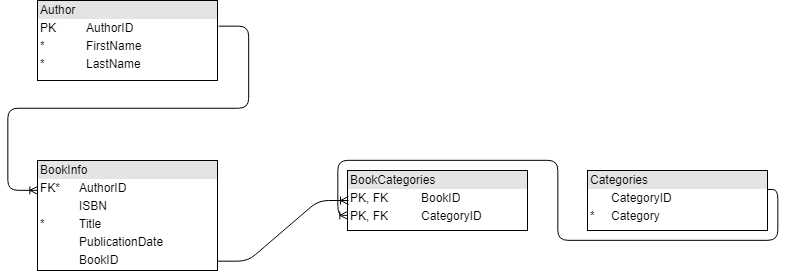 Author
PK AuthorID
* FirstName
* LastName
BookInfo
FK* AuthorID
ISBN
* Title
PublicationDate
BookID
BookCategories
PK, FK BookID
PK, FK CategoryID
Categories
CategoryID
* Category